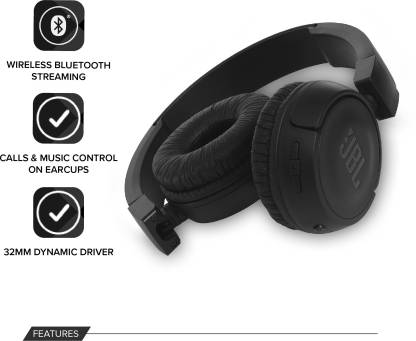 WIRELESS BLUETOOTH
STREAMING
CALLS & MUSIC CONTROL
ON EARCUPS
32MM DYNAMIC DRIVER
JBL
FEATURES